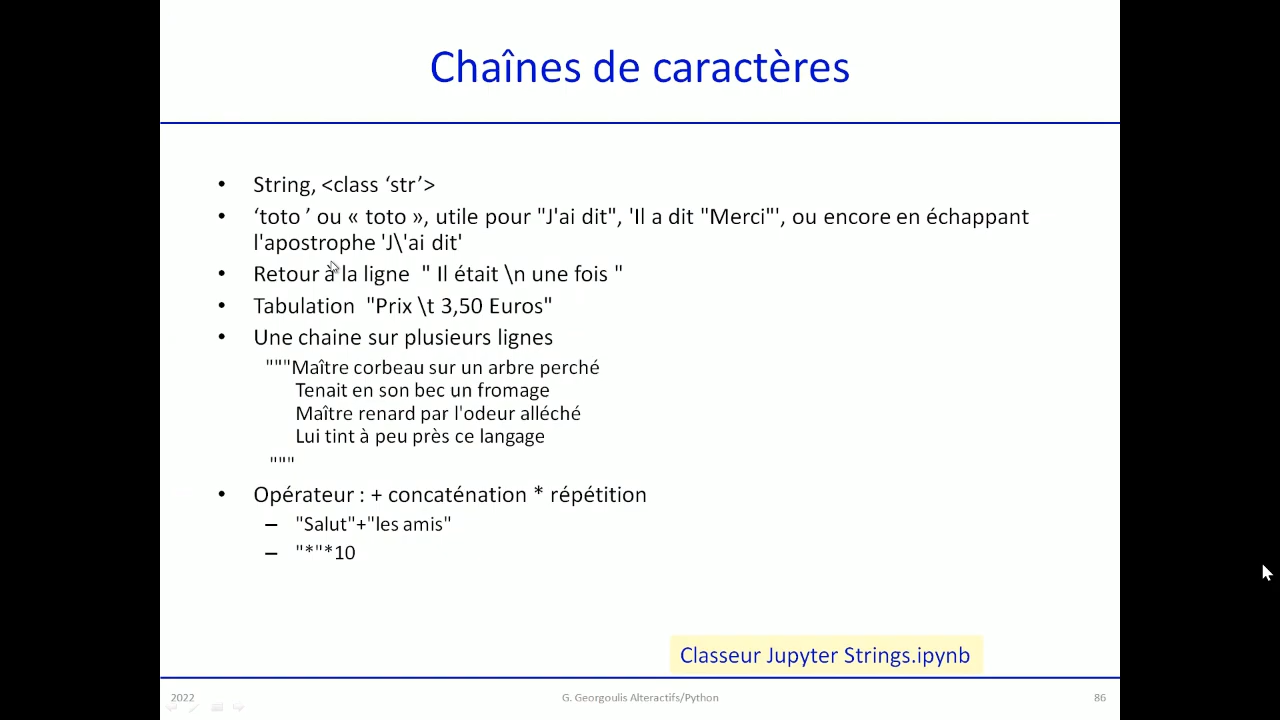 Chaînes de caractères
• String, <class ‘str’>
• ‘toto ’ ou « toto », utile pour "J'ai dit", 'Il a dit "Merci"', ou encore en échappant
l'apostrophe 'J\'ai dit'
• Retour à la ligne " Il était \n une fois "
• Tabulation "Prix \t 3,50 Euros"
• Une chaine sur plusieurs lignes
"""Maître corbeau sur un arbre perché
Tenait en son bec un fromage
Maître renard par l'odeur alléché
Lui tint à peu près ce langage
"""
• Opérateur : + concaténation * répétition
– "Salut"+"les amis"
– "*"*10
Classeur Jupyter Strings.ipynb
2022
G. Georgoulis Alteractifs/Python
86